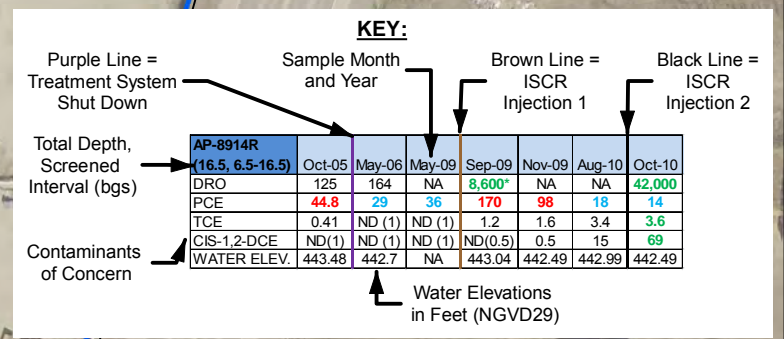 KEY:
Purple Line =
Treatment System
Shut Down
Sample Month
and Year
Brown Line =
ISCR
Injection 1
Black Line =
ISCR
Injection 2
Total Depth,
Screened
Interval (bgs)
AP-8914R
(16.5, 6.5-16.5) Oct-05 May-06 May-09 Sep-09 Nov-09 Aug-10 Oct-10
DRO 125 164 NA 8,600* NA NA 42,000
PCE 44.8 29 36 170 98 18 14
TCE 0.41 ND (1) ND (1) 1.2 1.6 3.4 3.6
CIS-1,2-DCE ND(1) ND (1) ND (1) ND(0.5) 0.5 15 69
WATER ELEV. 443.48 442.7 NA 443.04 442.49 442.99 442.49
Contaminants
of Concern
Water Elevations
in Feet (NGVD29)